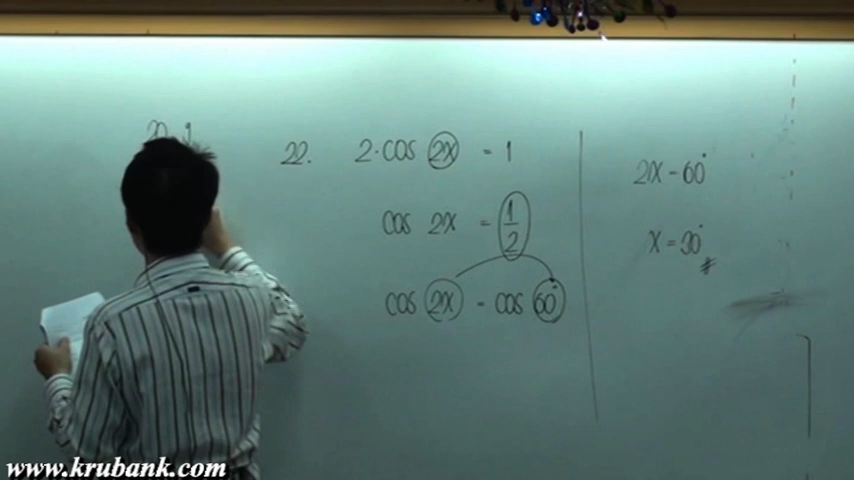 22. 2·cos 2x = 1
cos 2x = 1/2
cos 2x = cos 60°
2x = 60°
x = 30° #
www.krubank.com